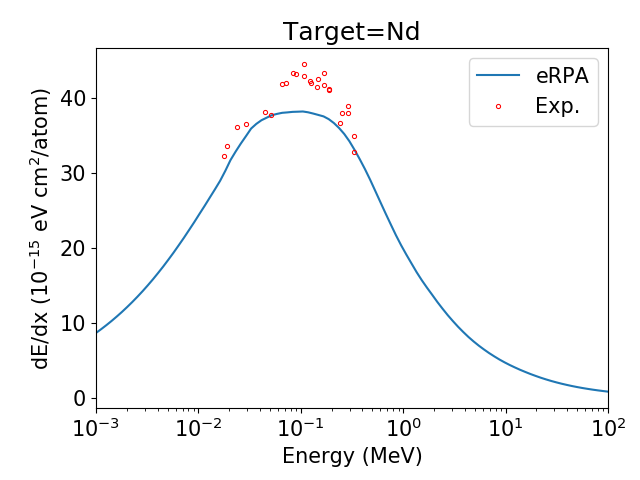 Target=Nd
dE/dx (10⁻¹⁵ eV cm²/atom)
40
30
20
10
0
eRPA
Exp.
10⁻³ 10⁻² 10⁻¹ 10⁰ 10¹ 10²
Energy (MeV)